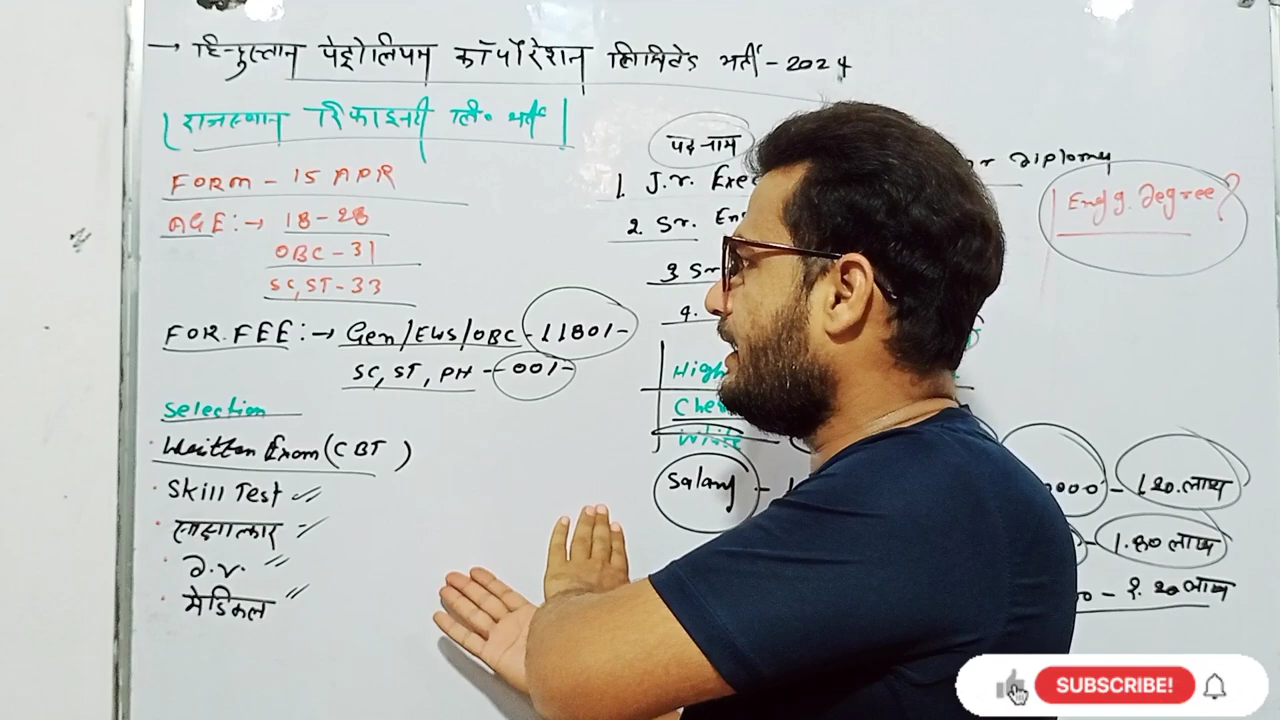 → हिन्दुस्तान पेट्रोलियम कॉर्पोरेशन लिमिटेड भर्ती - 2024
राजस्थान रिफाइनरी लि॰ भर्ती
FORM - 15 APR
AGE :→ 18-28
OBC - 31
SC, ST - 33
FOR. FEE :→ Gen/EWS/OBC - 1180/-
SC, ST, PH - 00/-
Selection
Written Exam (CBT)
Skill Test
साक्षात्कार
D.V.
मेडिकल
पद नाम
1. J.r. Exe
Diploma
Engg. Degree?
2. Sr. En
3 Sr
4.
High
Che
White
Salary -
0000 - 1.20 लाख
- 1.80 लाख
0 - 2.20 लाख
SUBSCRIBE!